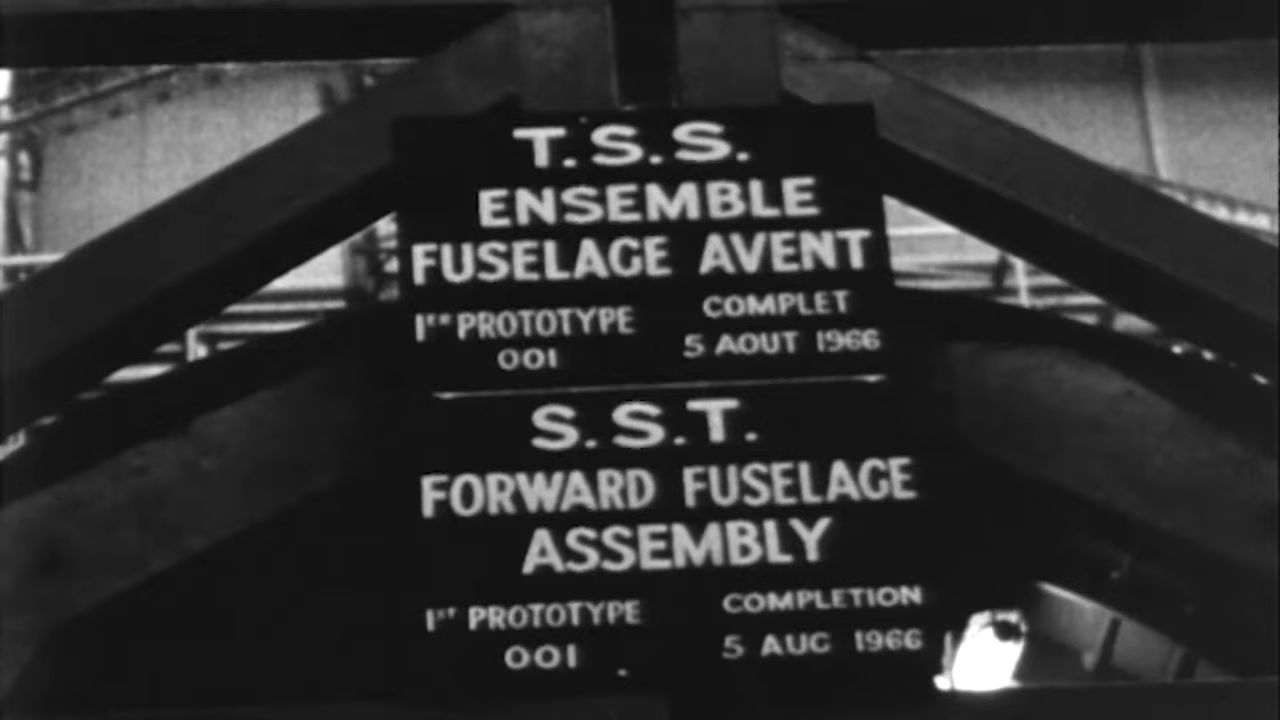 T.S.S.
ENSEMBLE
FUSELAGE AVENT
1er PROTOTYPE COMPLET
001 5 AOUT 1966
S.S.T.
FORWARD FUSELAGE
ASSEMBLY
1ST PROTOTYPE COMPLETION
001 5 AUG 1966